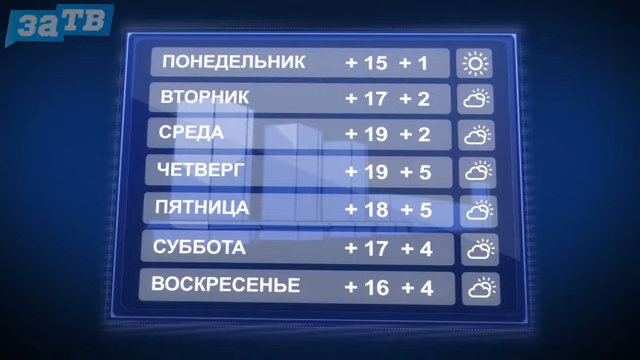 заТВ
ПОНЕДЕЛЬНИК + 15 + 1
ВТОРНИК + 17 + 2
СРЕДА + 19 + 2
ЧЕТВЕРГ + 19 + 5
ПЯТНИЦА + 18 + 5
СУББОТА + 17 + 4
ВОСКРЕСЕНЬЕ + 16 + 4